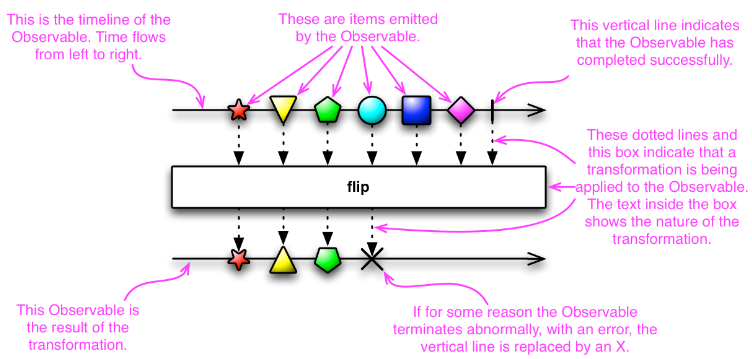 This is the timeline of the
Observable. Time flows
from left to right.
These are items emitted
by the Observable.
This vertical line indicates
that the Observable has
completed successfully.
These dotted lines and
this box indicate that a
transformation is being
applied to the Observable.
The text inside the box
shows the nature of the
transformation.
flip
This Observable is
the result of the
transformation.
If for some reason the Observable
terminates abnormally, with an error, the
vertical line is replaced by an X.